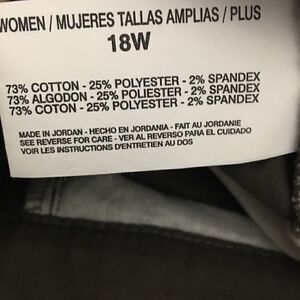 WOMEN / MUJERES TALLAS AMPLIAS / PLUS
18W
73% COTTON - 25% POLYESTER - 2% SPANDEX
73% ALGODON - 25% POLIESTER - 2% SPANDEX
73% COTON - 25% POLYESTER - 2% SPANDEX
MADE IN JORDAN - HECHO EN JORDANIA - FAIT AU JORDANIE
SEE REVERSE FOR CARE - VER AL REVERSO PARA EL CUIDADO
VOIR LES INSTRUCTIONS D'ENTRETIEN AU DOS